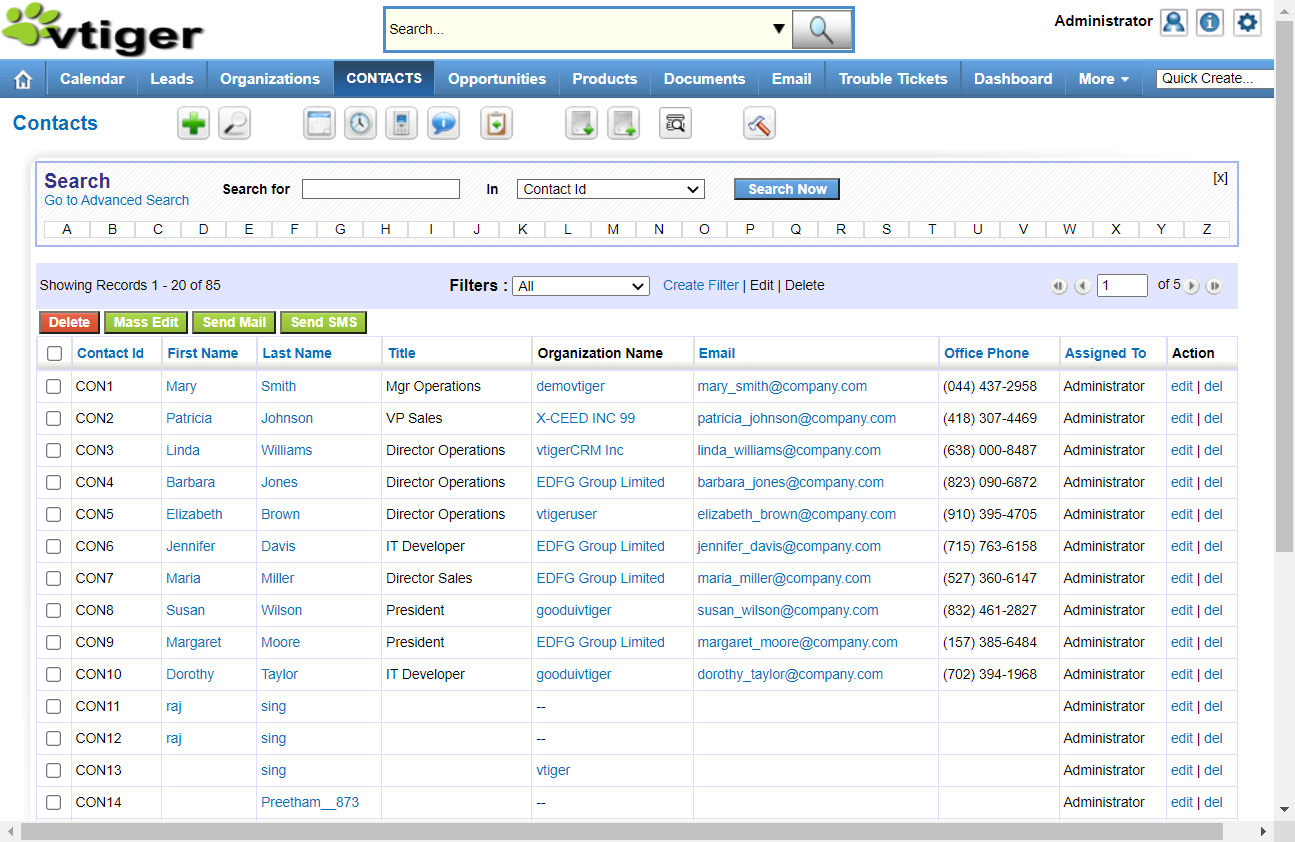 vtiger
Search...
Administrator
Calendar Leads Organizations CONTACTS Opportunities Products Documents Email Trouble Tickets Dashboard More Quick Create...
Contacts
Search
Go to Advanced Search
Search for In Contact Id Search Now [x]
A B C D E F G H I J K L M N O P Q R S T U V W X Y Z
Showing Records 1 - 20 of 85 Filters : All Create Filter | Edit | Delete 1 of 5
Delete Mass Edit Send Mail Send SMS
Contact Id First Name Last Name Title Organization Name Email Office Phone Assigned To Action
CON1 Mary Smith Mgr Operations demovtiger mary_smith@company.com (044) 437-2958 Administrator edit | del
CON2 Patricia Johnson VP Sales X-CEED INC 99 patricia_johnson@company.com (418) 307-4469 Administrator edit | del
CON3 Linda Williams Director Operations vtigerCRM Inc linda_williams@company.com (638) 000-8487 Administrator edit | del
CON4 Barbara Jones Director Operations EDFG Group Limited barbara_jones@company.com (823) 090-6872 Administrator edit | del
CON5 Elizabeth Brown Director Operations vtigeruser elizabeth_brown@company.com (910) 395-4705 Administrator edit | del
CON6 Jennifer Davis IT Developer EDFG Group Limited jennifer_davis@company.com (715) 763-6158 Administrator edit | del
CON7 Maria Miller Director Sales EDFG Group Limited maria_miller@company.com (527) 360-6147 Administrator edit | del
CON8 Susan Wilson President gooduivtiger susan_wilson@company.com (832) 461-2827 Administrator edit | del
CON9 Margaret Moore President EDFG Group Limited margaret_moore@company.com (157) 385-6484 Administrator edit | del
CON10 Dorothy Taylor IT Developer gooduivtiger dorothy_taylor@company.com (702) 394-1968 Administrator edit | del
CON11 raj sing -- Administrator edit | del
CON12 raj sing -- Administrator edit | del
CON13 sing vtiger Administrator edit | del
CON14 Preetham__873 -- Administrator edit | del